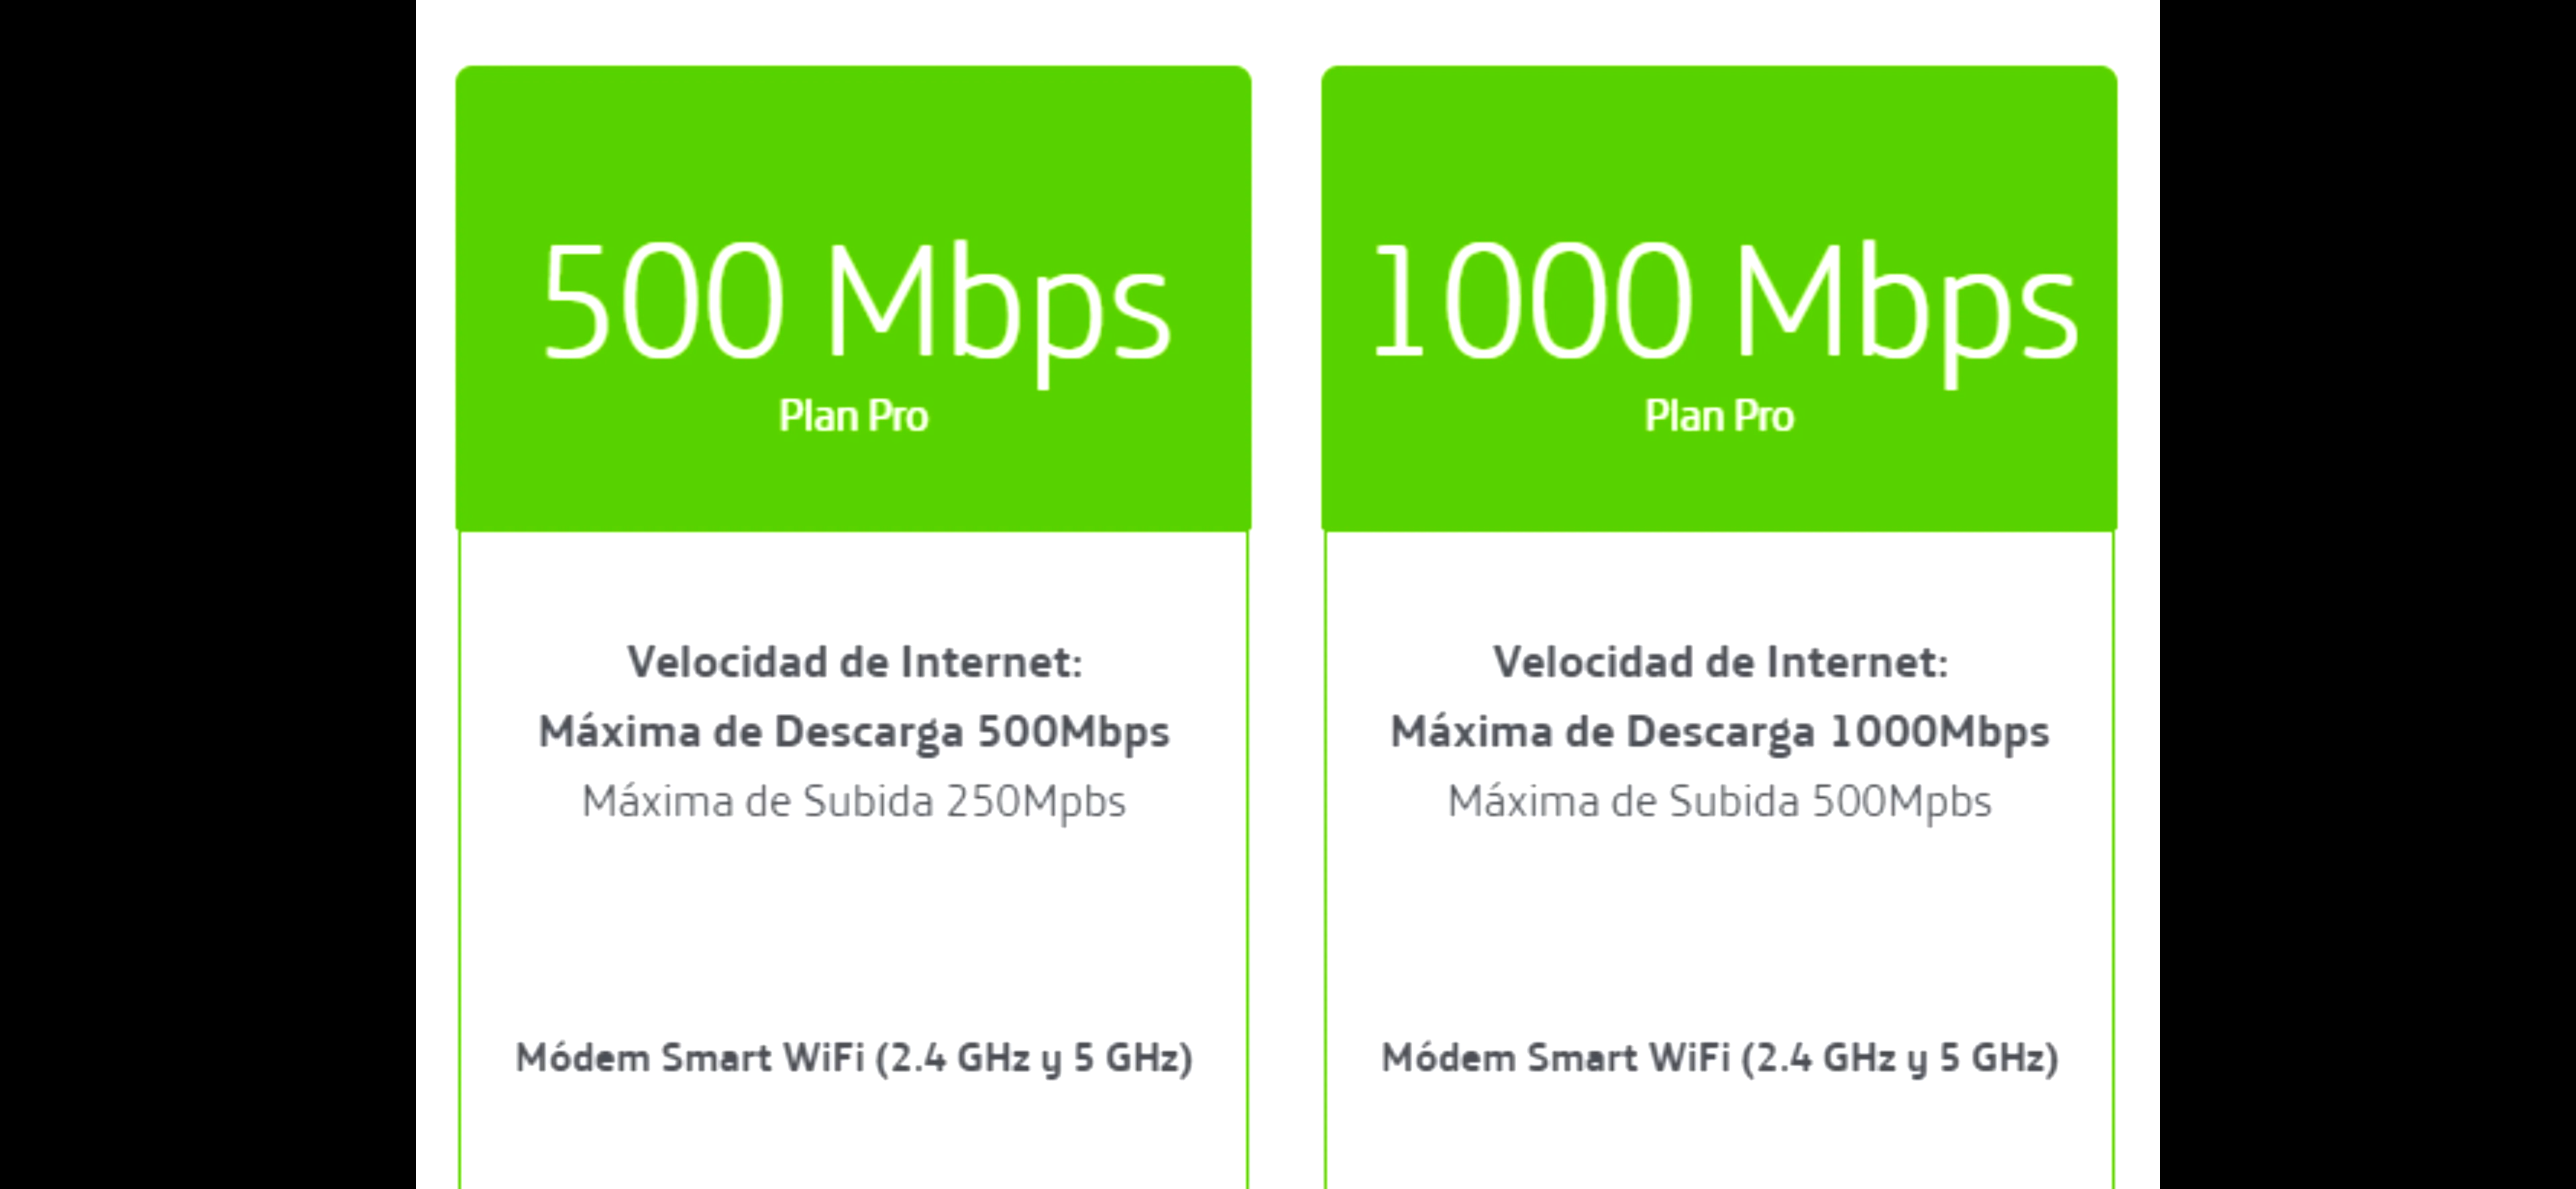 500 Mbps
Plan Pro
Velocidad de Internet:
Máxima de Descarga 500Mbps
Máxima de Subida 250Mpbs
Módem Smart WiFi (2.4 GHz y 5 GHz)
1000 Mbps
Plan Pro
Velocidad de Internet:
Máxima de Descarga 1000Mbps
Máxima de Subida 500Mpbs
Módem Smart WiFi (2.4 GHz y 5 GHz)